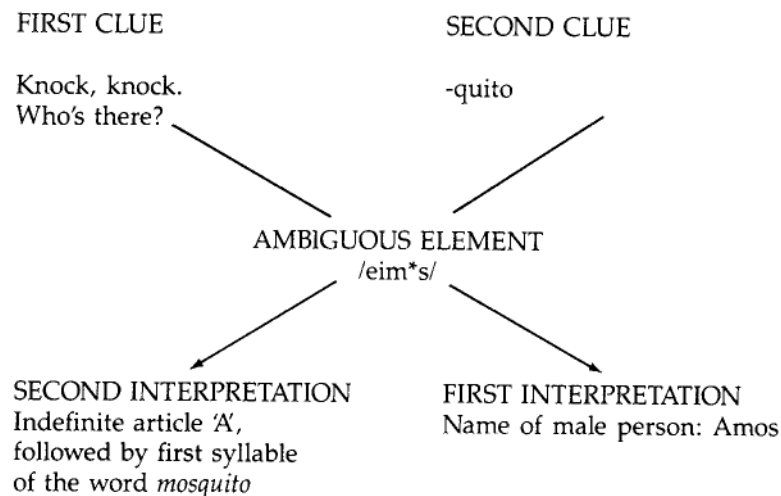 FIRST CLUE
Knock, knock.
Who's there?
SECOND CLUE
-quito
AMBIGUOUS ELEMENT
/eim*s/
SECOND INTERPRETATION
Indefinite article 'A',
followed by first syllable
of the word mosquito
FIRST INTERPRETATION
Name of male person: Amos